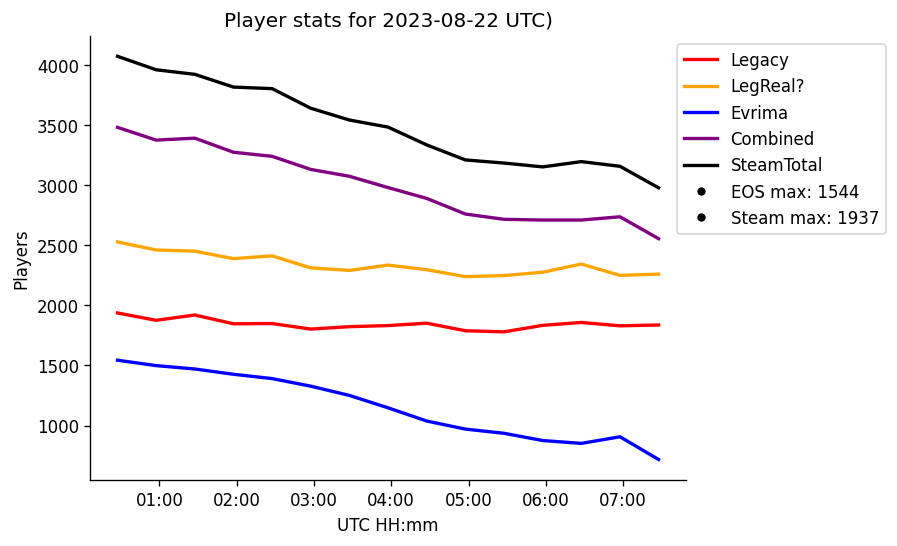 Player stats for 2023-08-22 UTC)
Players
4000
3500
3000
2500
2000
1500
1000
01:00
02:00
03:00
04:00
05:00
06:00
07:00
UTC HH:mm
Legacy
LegReal?
Evrima
Combined
SteamTotal
EOS max: 1544
Steam max: 1937